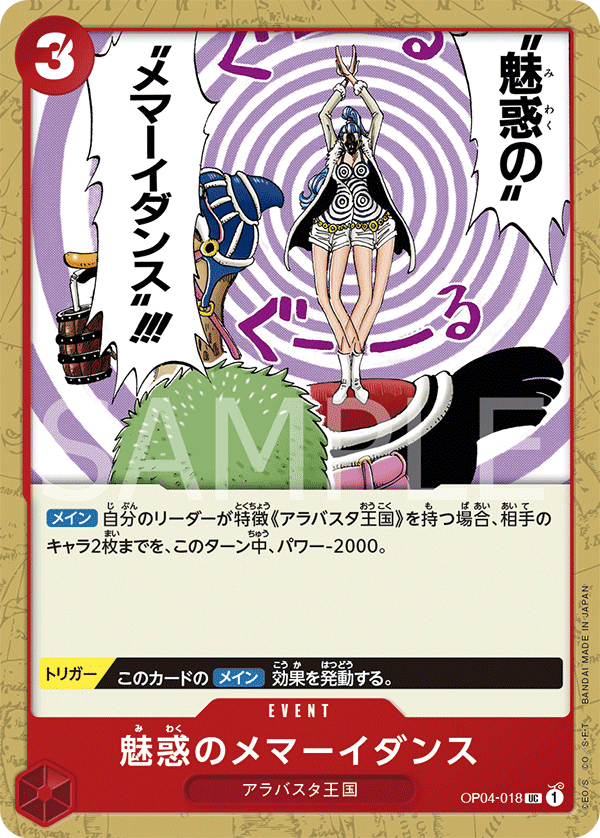 3
“魅惑の”
“メマーイダンス”!!!
ぐーーる
SAMPLE
メイン 自分のリーダーが特徴《アラバスタ王国》を持つ場合、相手の
キャラ2枚までを、このターン中、パワー-2000。
トリガー このカードの メイン 効果を発動する。
EVENT
魅惑のメマーイダンス
アラバスタ王国
OP04-018 UC 1
©E.O./S., C.O., S.-F.-T. BANDAI MADE IN JAPAN